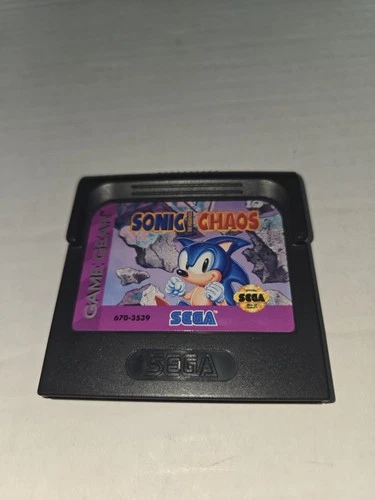 SONIC CHAOS
GAME GEAR
SEGA
670-3539
SEGA
SEGA